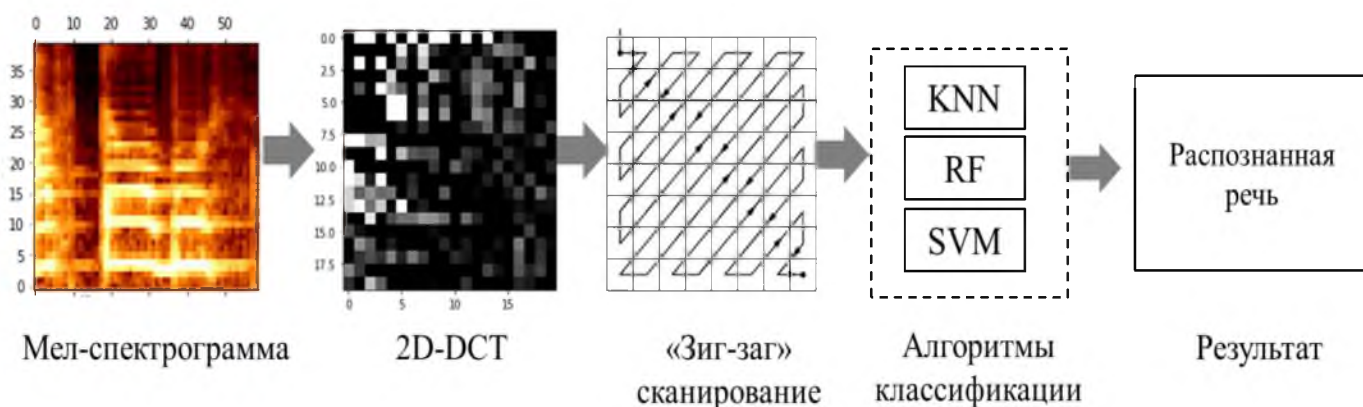 0 10 20 30 40 50
35
30
25
20
15
10
5
0
0.0
2.5
5.0
7.5
10.0
12.5
15.0
17.5
0 5 10 15
KNN
RF
SVM
Распознанная
речь
Мел-спектрограмма
2D-DCT
«Зиг-заг»
сканирование
Алгоритмы
классификации
Результат